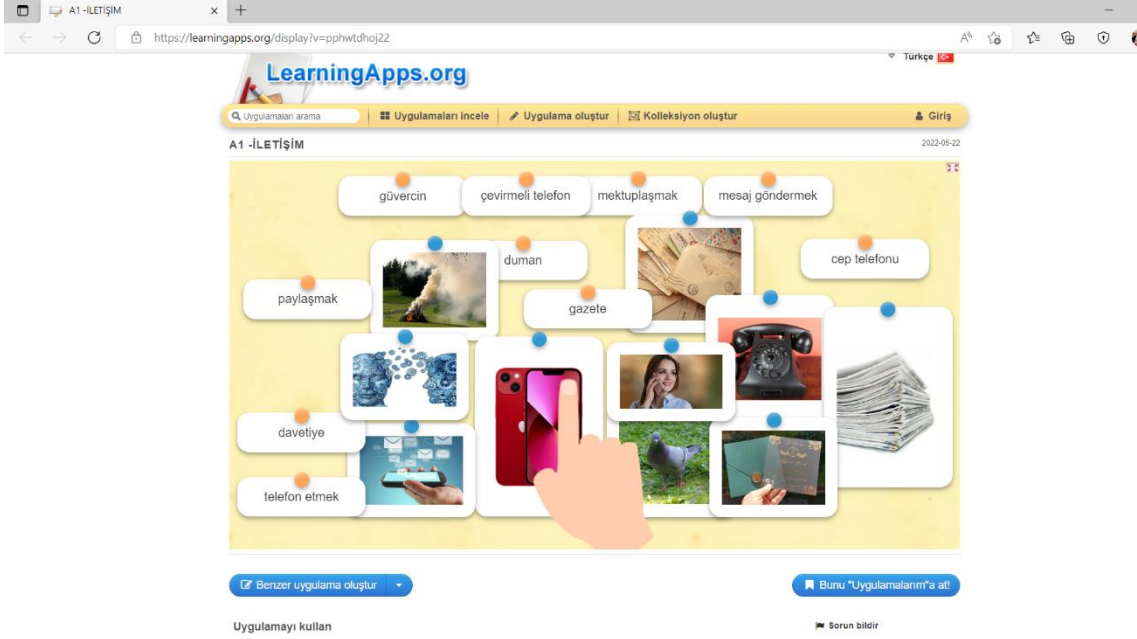 A1 -İLETİŞİM
https://learningapps.org/display?v=pphwtdhoj22
Türkçe
LearningApps.org
Uygulamaları arama
Uygulamaları incele
Uygulama oluştur
Kolleksiyon oluştur
Giriş
A1 -İLETİŞİM
2022-05-22
güvercin
çevirmeli telefon
mektuplaşmak
mesaj göndermek
duman
cep telefonu
paylaşmak
gazete
davetiye
telefon etmek
Benzer uygulama oluştur
Bunu "Uygulamalarım"a at!
Uygulamayı kullan
Sorun bildir